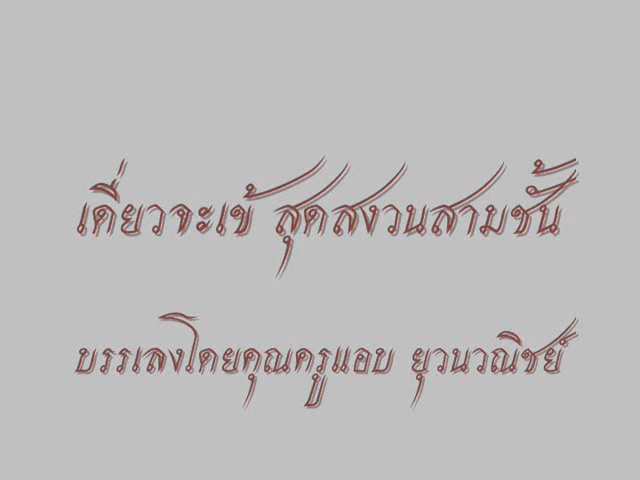 เดี่ยวจะเข้ สุดสงวนสามชั้น
บรรเลงโดยคุณครูแอบ ยุวนวณิชย์